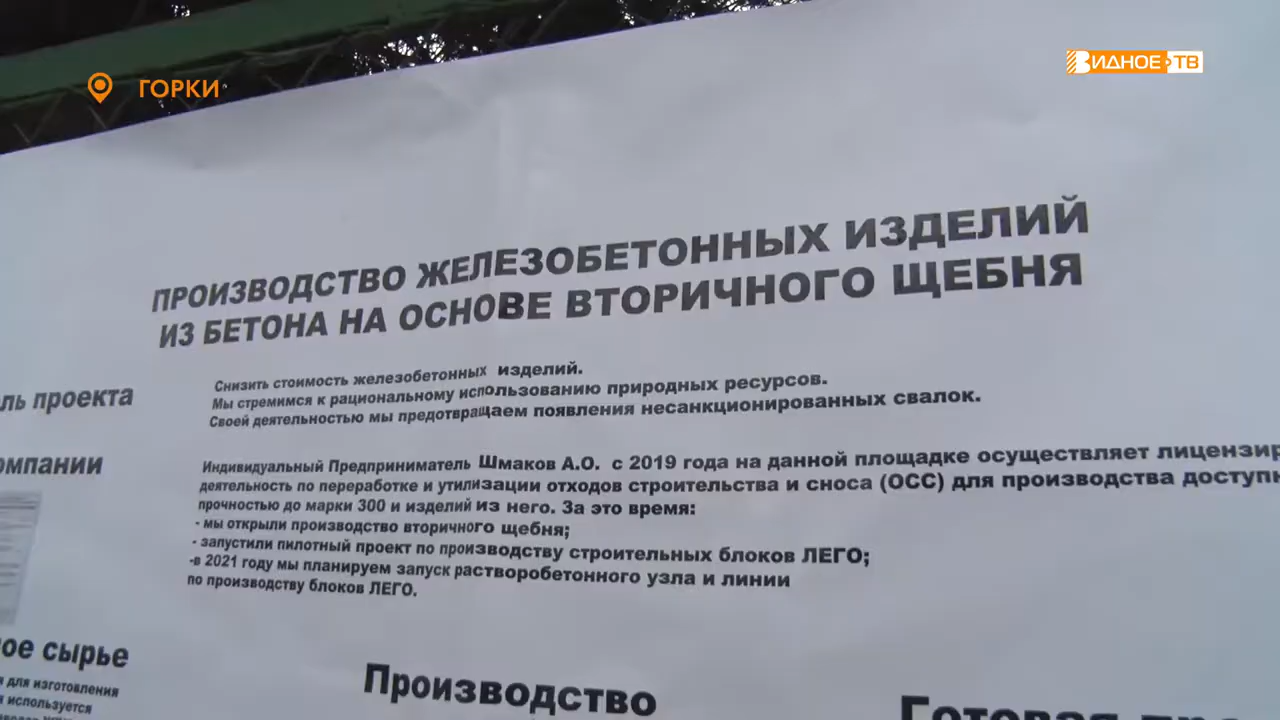 ГОРКИ
ВИДНОЕ ТВ
ПРОИЗВОДСТВО ЖЕЛЕЗОБЕТОННЫХ ИЗДЕЛИЙ
ИЗ БЕТОНА НА ОСНОВЕ ВТОРИЧНОГО ЩЕБНЯ
ль проекта
Снизить стоимость железобетонных изделий.
Мы стремимся к рациональному использованию природных ресурсов.
Своей деятельностью мы предотвращаем появления несанкционированных свалок.
омпании
Индивидуальный Предприниматель Шмаков А.О. с 2019 года на данной площадке осуществляет лицензир
деятельность по переработке и утилизации отходов строительства и сноса (ОСС) для производства доступн
прочностью до марки 300 и изделий из него. За это время:
- мы открыли производство вторичного щебня;
- запустили пилотный проект по производству строительных блоков ЛЕГО;
-в 2021 году мы планируем запуск растворобетонного узла и линии
по производству блоков ЛЕГО.
ое сырье
я для изготовления
я используется
Производство
Готовая